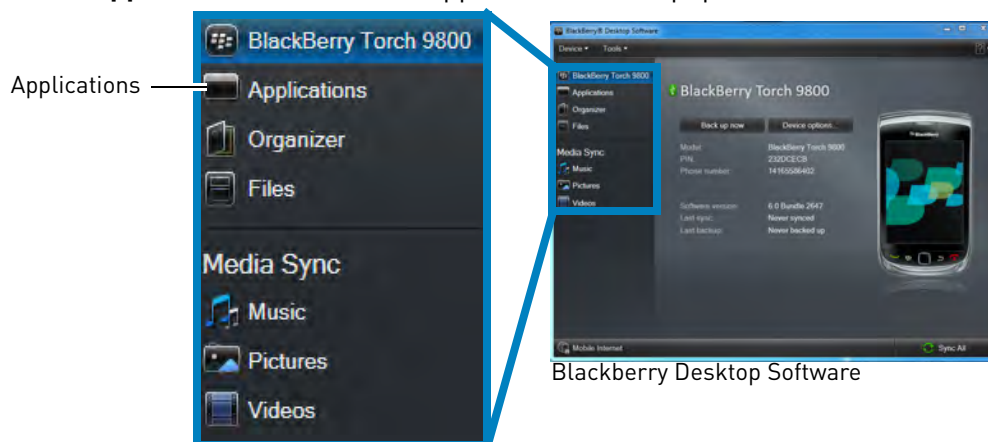 BlackBerry Torch 9800
Applications
Applications
Organizer
Files
Media Sync
Music
Pictures
Videos
BlackBerry® Desktop Software
Device Tools
BlackBerry Torch 9800
Applications
Organizer
Files
Media Sync
Music
Pictures
Videos
BlackBerry Torch 9800
Back up now Device options...
Model: BlackBerry Torch 9800
PIN: 232DCECB
Phone number: 14165586402
Software version: 6.0 Bundle 2647
Last sync: Never synced
Last backup: Never backed up
BlackBerry
Mobile Internet Sync All
Blackberry Desktop Software